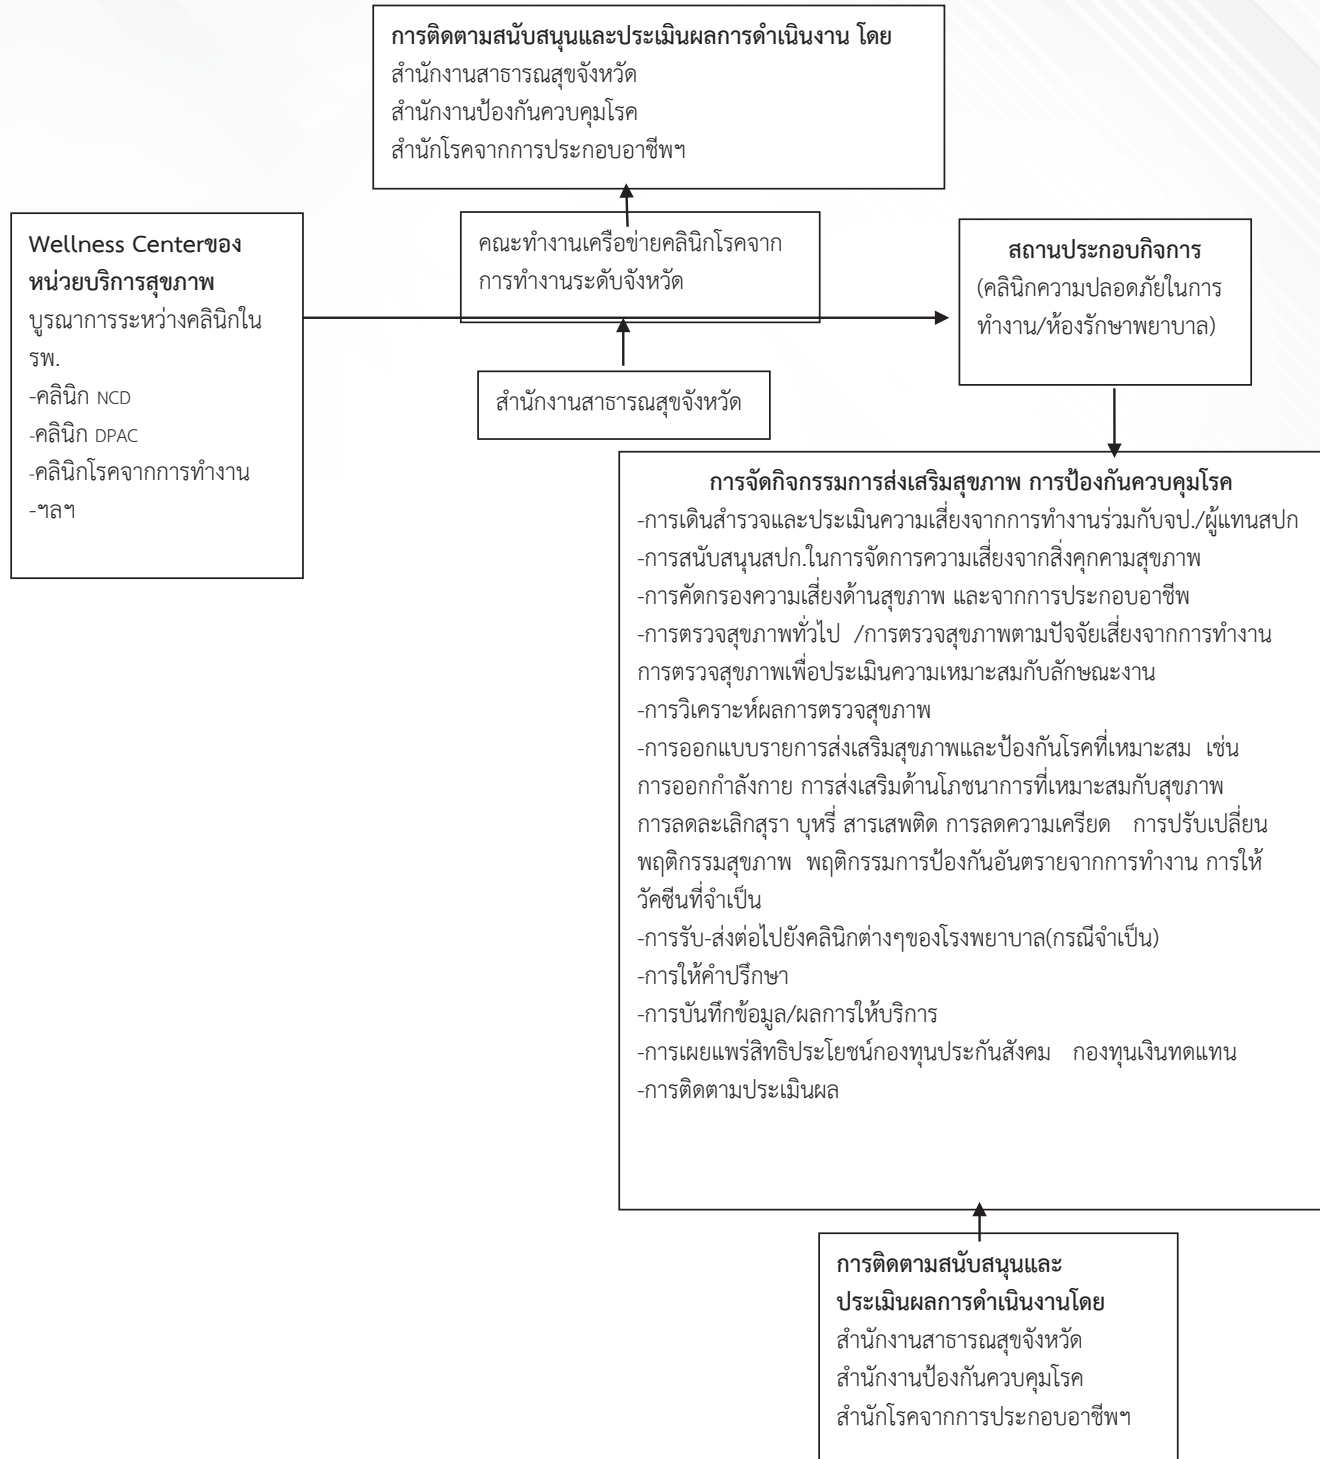 การติดตามสนับสนุนและประเมินผลการดำเนินงาน โดย
สำนักงานสาธารณสุขจังหวัด
สำนักงานป้องกันควบคุมโรค
สำนักโรคจากการประกอบอาชีพฯ
Wellness Centerของ
หน่วยบริการสุขภาพ
บูรณาการระหว่างคลินิกใน
รพ.
-คลินิก NCD
-คลินิก DPAC
-คลินิกโรคจากการทำงาน
-ฯลฯ
คณะทำงานเครือข่ายคลินิกโรคจาก
การทำงานระดับจังหวัด
สำนักงานสาธารณสุขจังหวัด
สถานประกอบกิจการ
(คลินิกความปลอดภัยในการ
ทำงาน/ห้องรักษาพยาบาล)
การจัดกิจกรรมการส่งเสริมสุขภาพ การป้องกันควบคุมโรค
-การเดินสำรวจและประเมินความเสี่ยงจากการทำงานร่วมกับจป./ผู้แทนสปก
-การสนับสนุนสปก.ในการจัดการความเสี่ยงจากสิ่งคุกคามสุขภาพ
-การคัดกรองความเสี่ยงด้านสุขภาพ และจากการประกอบอาชีพ
-การตรวจสุขภาพทั่วไป /การตรวจสุขภาพตามปัจจัยเสี่ยงจากการทำงาน
การตรวจสุขภาพเพื่อประเมินความเหมาะสมกับลักษณะงาน
-การวิเคราะห์ผลการตรวจสุขภาพ
-การออกแบบรายการส่งเสริมสุขภาพและป้องกันโรคที่เหมาะสม เช่น
การออกกำลังกาย การส่งเสริมด้านโภชนาการที่เหมาะสมกับสุขภาพ
การลดละเลิกสุรา บุหรี่ สารเสพติด การลดความเครียด การปรับเปลี่ยน
พฤติกรรมสุขภาพ พฤติกรรมการป้องกันอันตรายจากการทำงาน การให้
วัคซีนที่จำเป็น
-การรับ-ส่งต่อไปยังคลินิกต่างๆของโรงพยาบาล(กรณีจำเป็น)
-การให้คำปรึกษา
-การบันทึกข้อมูล/ผลการให้บริการ
-การเผยแพร่สิทธิประโยชน์กองทุนประกันสังคม กองทุนเงินทดแทน
-การติดตามประเมินผล
การติดตามสนับสนุนและ
ประเมินผลการดำเนินงานโดย
สำนักงานสาธารณสุขจังหวัด
สำนักงานป้องกันควบคุมโรค
สำนักโรคจากการประกอบอาชีพฯ